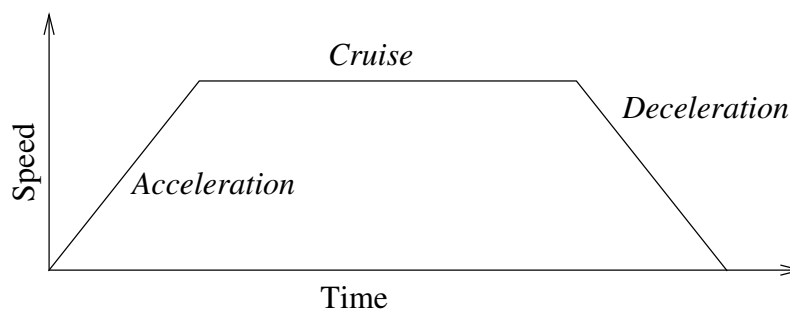 Cruise
Deceleration
Speed
Acceleration
Time